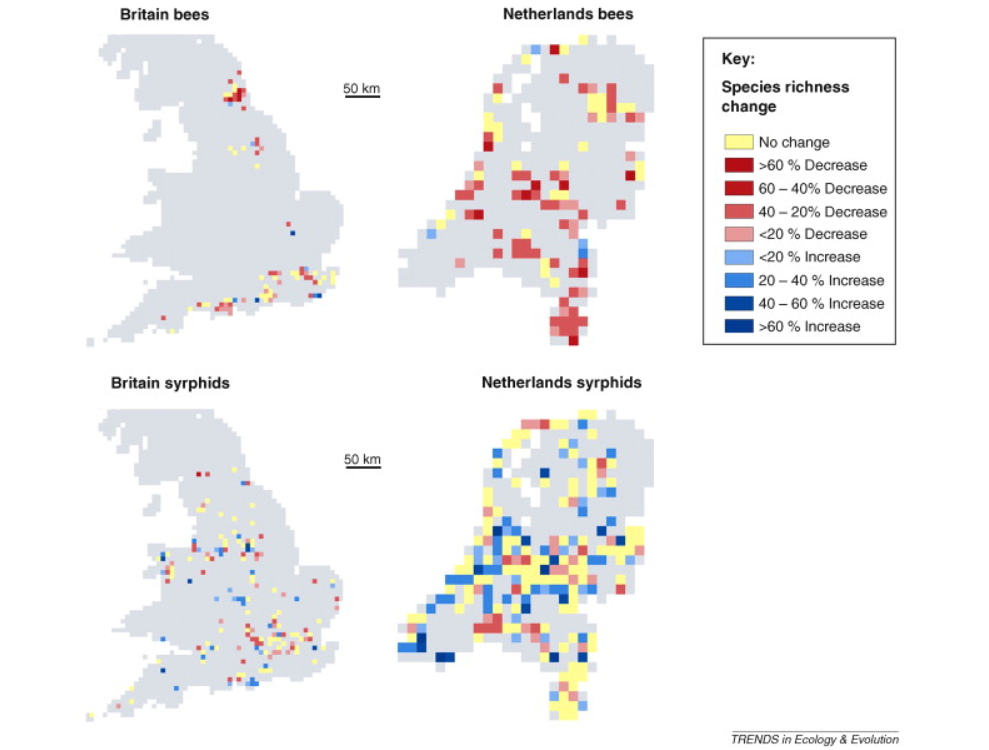 Britain bees
Netherlands bees
50 km
Key:
Species richness
change
No change
>60 % Decrease
60 – 40% Decrease
40 – 20% Decrease
<20 % Decrease
<20 % Increase
20 – 40 % Increase
40 – 60 % Increase
>60 % Increase
Britain syrphids
Netherlands syrphids
50 km
TRENDS in Ecology & Evolution